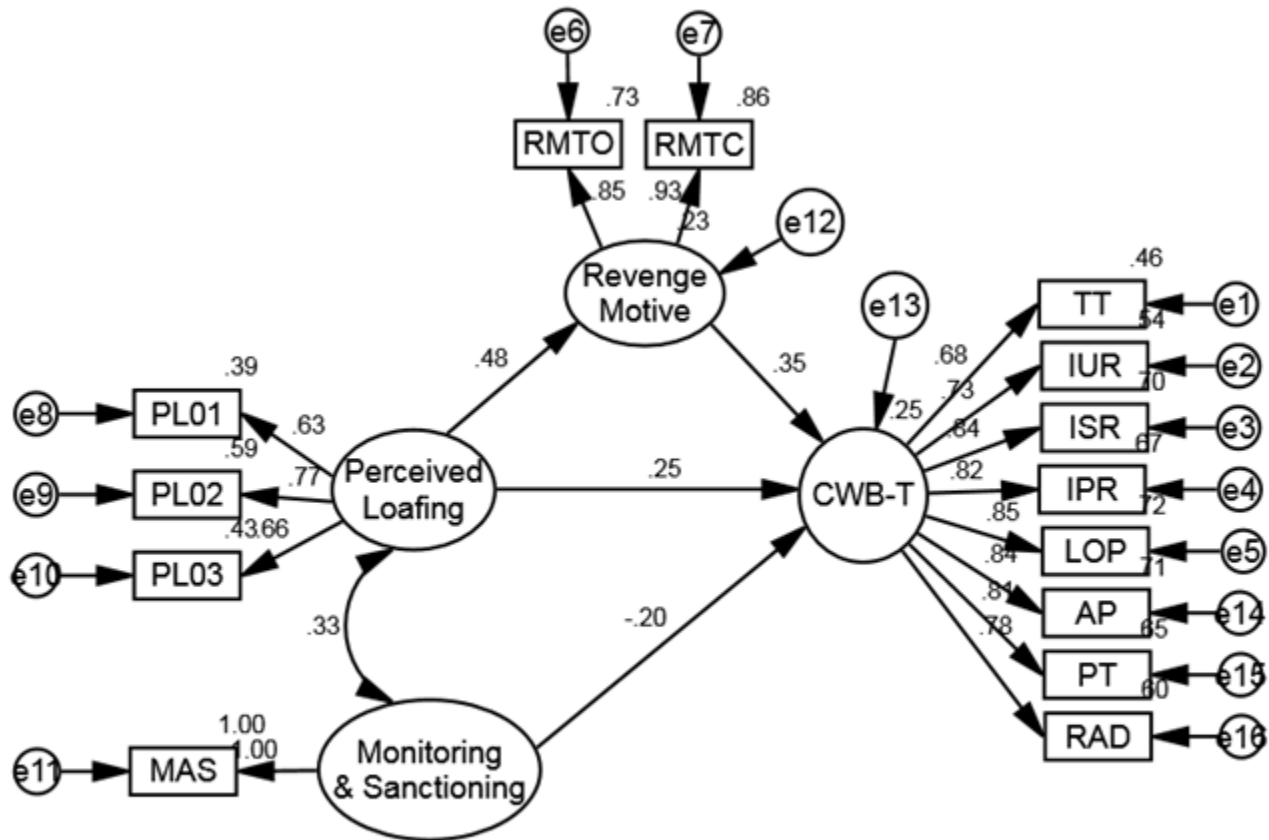 e6
e7
.73
.86
RMTO
RMTC
.85
.93
.23
e12
Revenge
Motive
e13
.46
TT
e1
.54
IUR
e2
.70
ISR
e3
.67
IPR
e4
.72
LOP
e5
.71
AP
e14
.65
PT
e15
.60
RAD
e16
.68
.73
.84
.82
.85
.84
.81
.78
.25
CWB-T
.48
.35
.25
-.20
.39
e8
PL01
.63
.59
e9
PL02
.77
.43
.66
e10
PL03
Perceived
Loafing
.33
1.00
1.00
e11
MAS
Monitoring
& Sanctioning